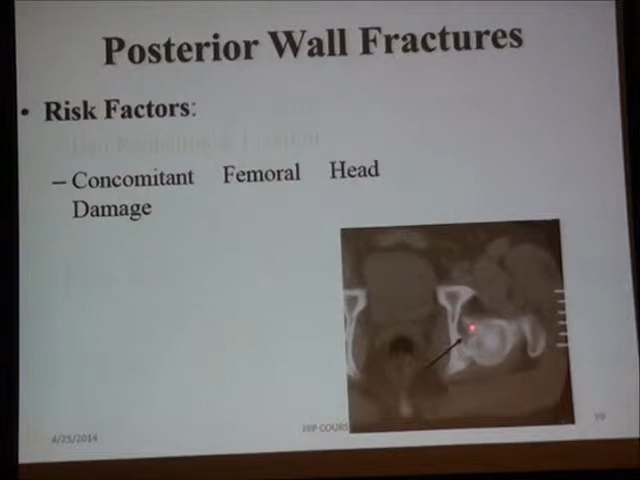 Posterior Wall Fractures
• Risk Factors:
– Concomitant Femoral Head
Damage
4/25/2014
HIP COURS